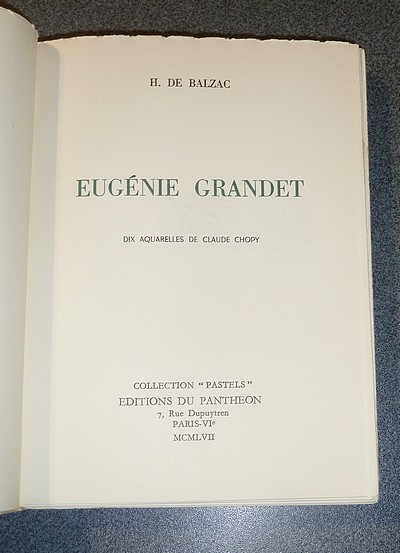 H. DE BALZAC
EUGÉNIE GRANDET
DIX AQUARELLES DE CLAUDE CHOPY
COLLECTION “PASTELS”
EDITIONS DU PANTHEON
7, Rue Dupuytren
PARIS-VIᵉ
MCMLVII